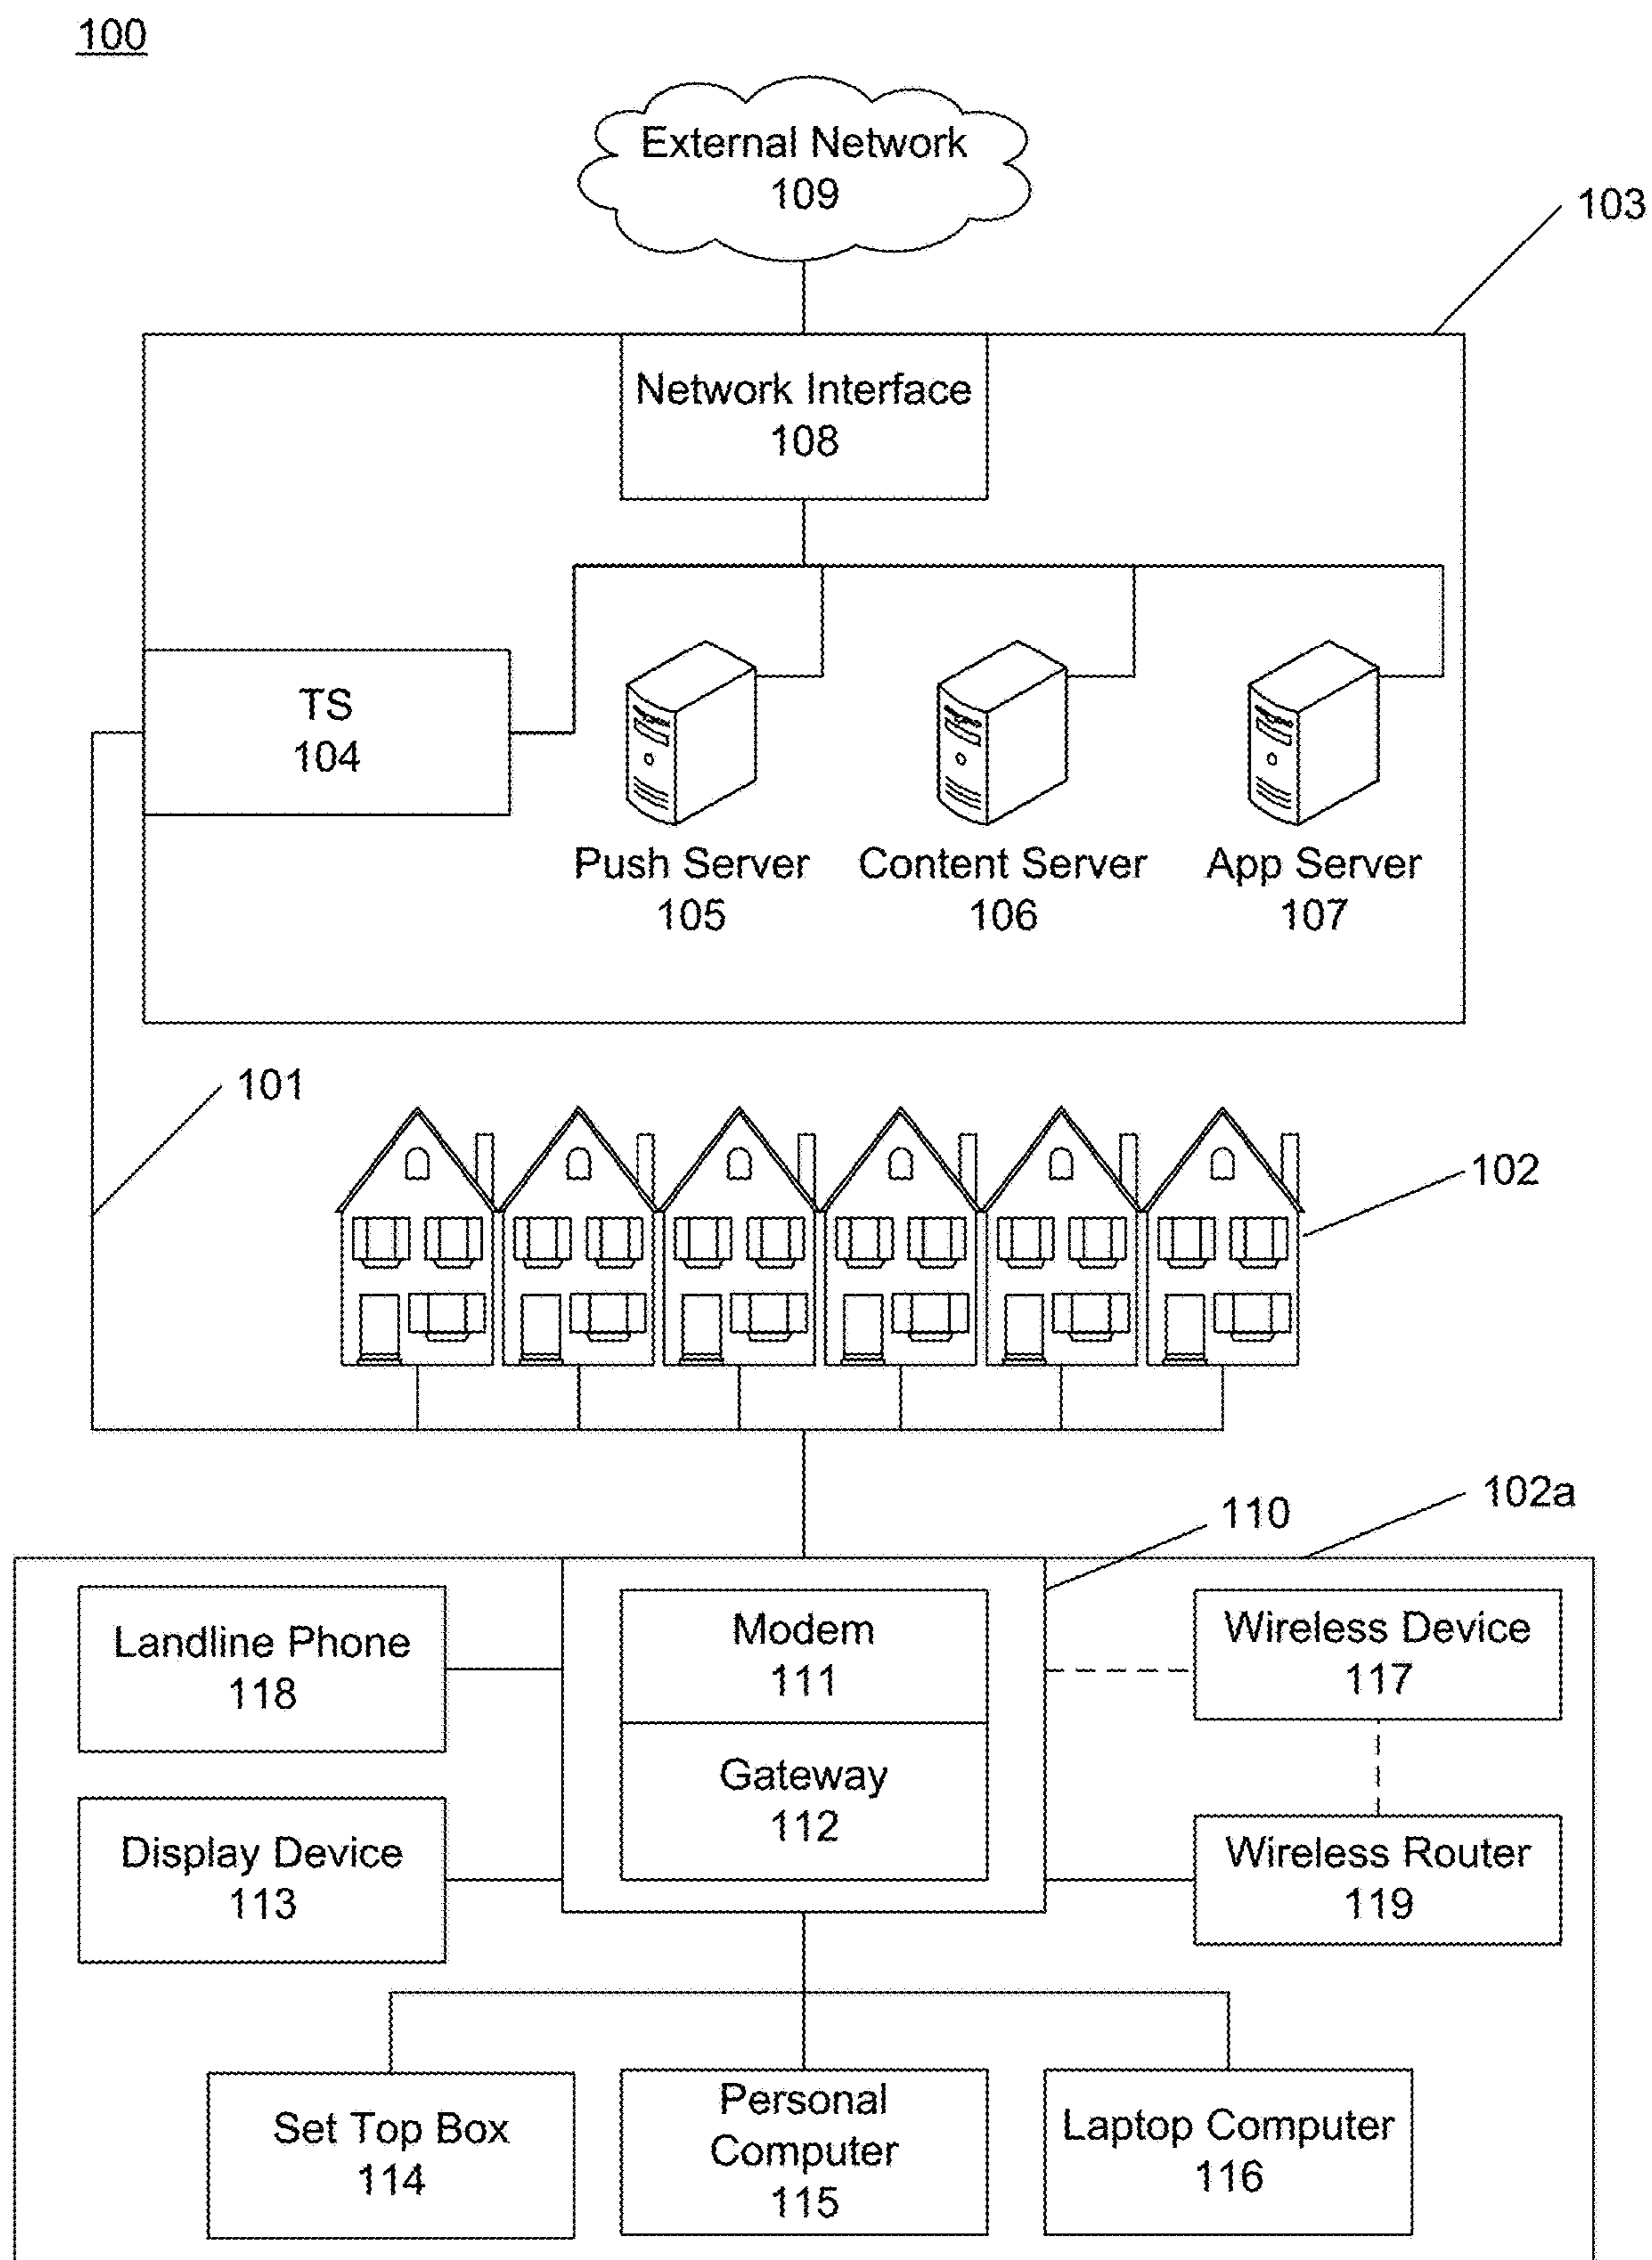 100
External Network
109
103
Network Interface
108
TS
104
Push Server
105
Content Server
106
App Server
107
101
102
102a
110
Landline Phone
118
Modem
111
Wireless Device
117
Gateway
112
Display Device
113
Wireless Router
119
Set Top Box
114
Personal
Computer
115
Laptop Computer
116